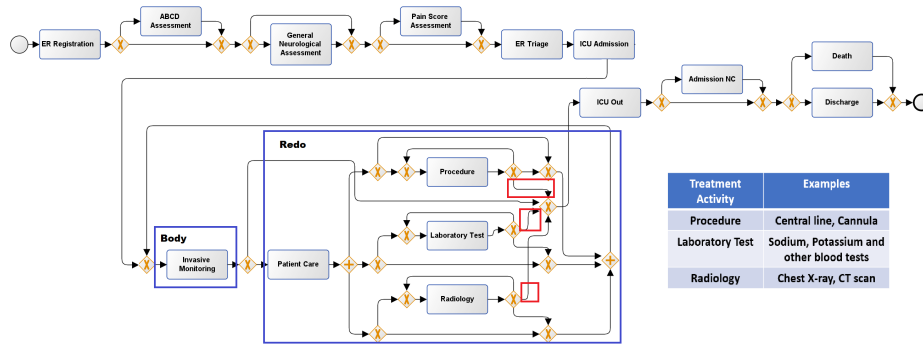 ABCD
Assessment
Pain Score
Assessment
ER Registration
General
Neurological
Assessment
ER Triage
ICU Admission
Death
Admission NC
ICU Out
Discharge
Redo
Procedure
Body
Laboratory Test
Invasive
Monitoring
Patient Care
Radiology
Treatment
Activity
Examples
Procedure
Central line, Cannula
Laboratory Test
Sodium, Potassium and
other blood tests
Radiology
Chest X-ray, CT scan